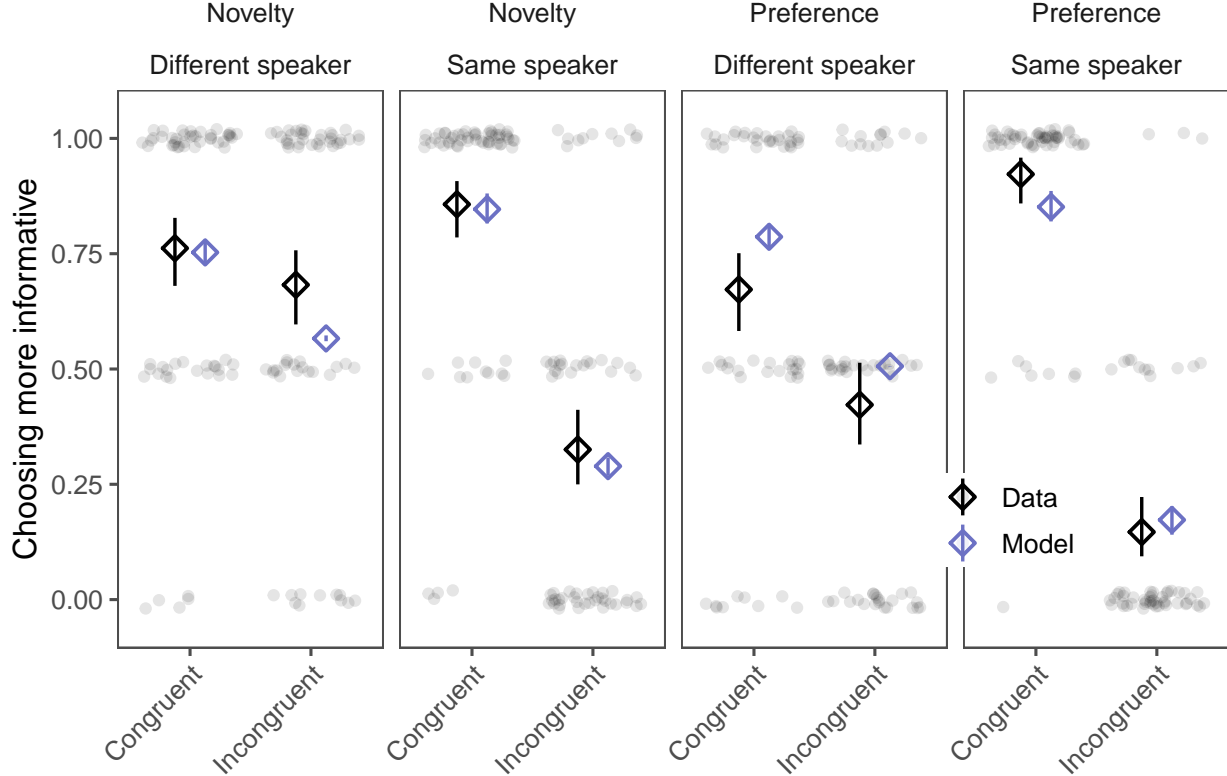 Novelty
Novelty
Preference
Preference
Different speaker
Same speaker
Different speaker
Same speaker
Choosing more informative
1.00
0.75
0.50
0.25
0.00
Data
Model
Congruent
Incongruent
Congruent
Incongruent
Congruent
Incongruent
Congruent
Incongruent